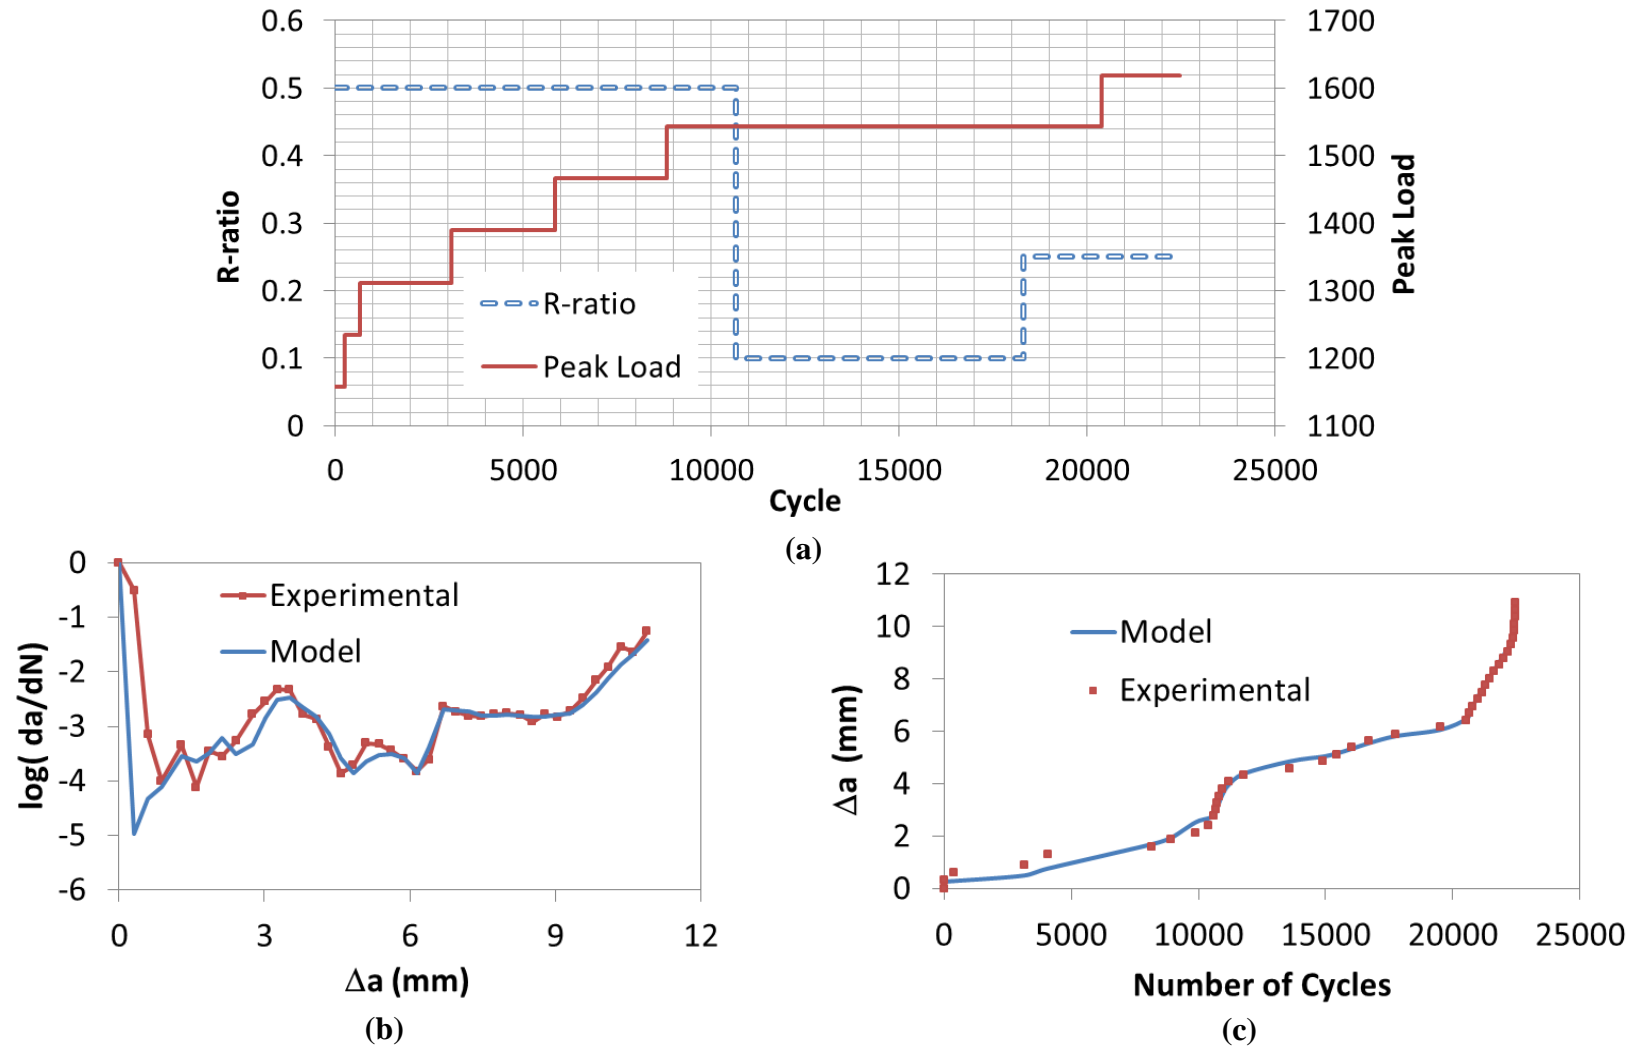 0.6
0.5
0.4
0.3
0.2
0.1
0
R-ratio
1700
1600
1500
1400
1300
1200
1100
Peak Load
R-ratio
Peak Load
0 5000 10000 15000 20000 25000
Cycle
(a)
0
-1
-2
-3
-4
-5
-6
log( da/dN)
Experimental
Model
0 3 6 9 12
Δa (mm)
(b)
12
10
8
6
4
2
0
Δa (mm)
Model
Experimental
0 5000 10000 15000 20000 25000
Number of Cycles
(c)